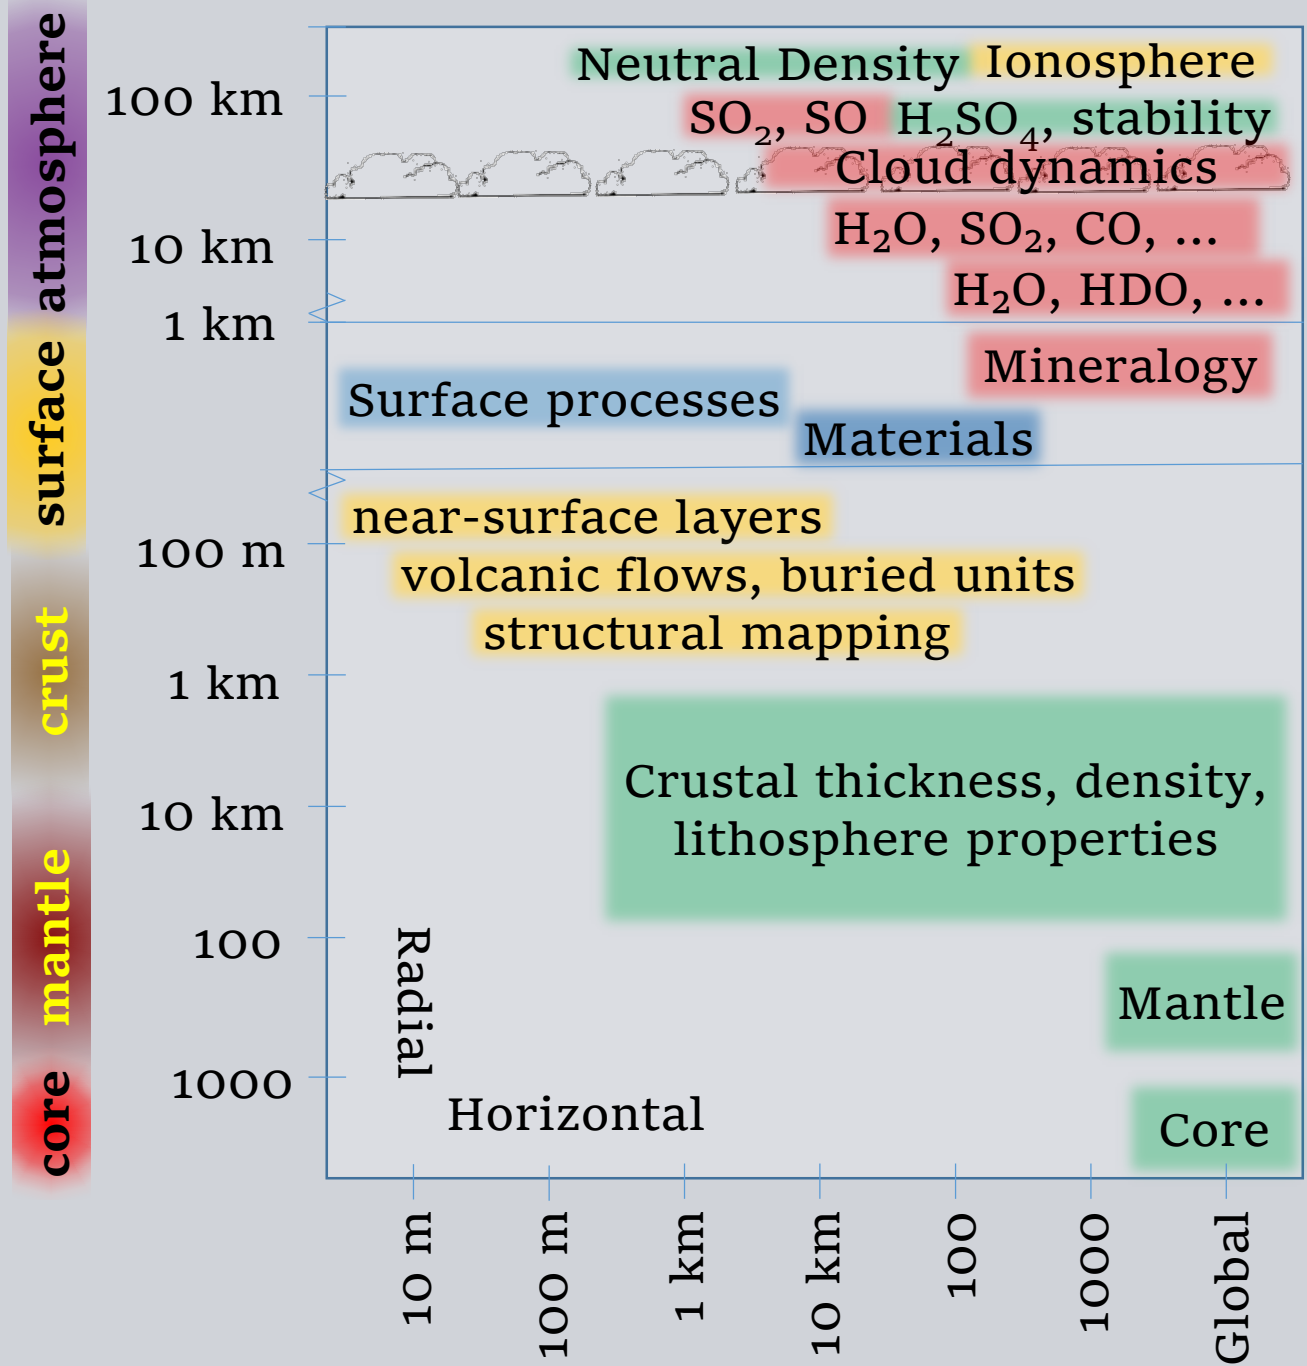 atmosphere
surface
crust
mantle
core
100 km
10 km
1 km
100 m
1 km
10 km
100
1000
Neutral Density Ionosphere
SO₂, SO H₂SO₄, stability
Cloud dynamics
H₂O, SO₂, CO, ...
H₂O, HDO, ...
Mineralogy
Surface processes
Materials
near-surface layers
volcanic flows, buried units
structural mapping
Crustal thickness, density,
lithosphere properties
Mantle
Core
Radial
Horizontal
10 m
100 m
1 km
10 km
100
1000
Global